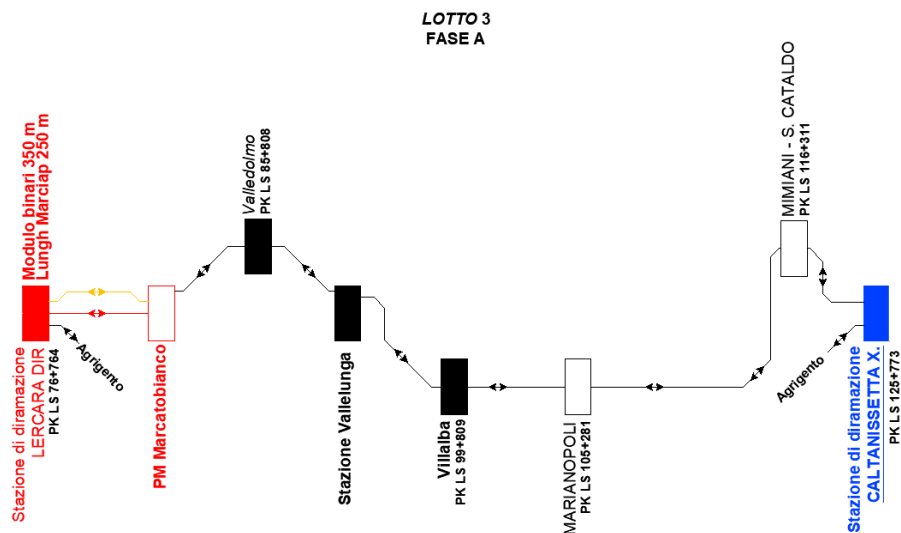 LOTTO 3
FASE A
Modulo binari 350 m
Lungh Marciap 250 m
Stazione di diramazione
LERCARA DIR
PK LS 76+764
Agrigento
PM Marcatobianco
Valledolmo
PK LS 85+808
Stazione Vallelunga
Villalba
PK LS 99+809
MARIANOPOLI
PK LS 105+281
MIMIANI - S. CATALDO
PK LS 116+311
Agrigento
Stazione di diramazione
CALTANISSETTA X.
PK LS 125+773